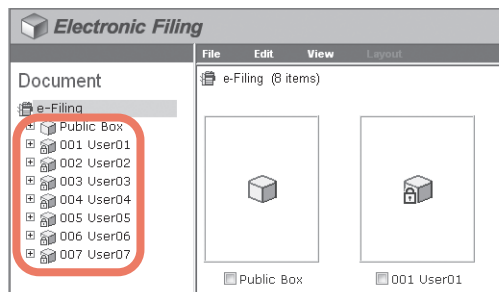 Electronic Filing
File Edit View Layout
Document
e-Filing
Public Box
001 User01
002 User02
003 User03
004 User04
005 User05
006 User06
007 User07
e-Filing (8 items)
Public Box
001 User01